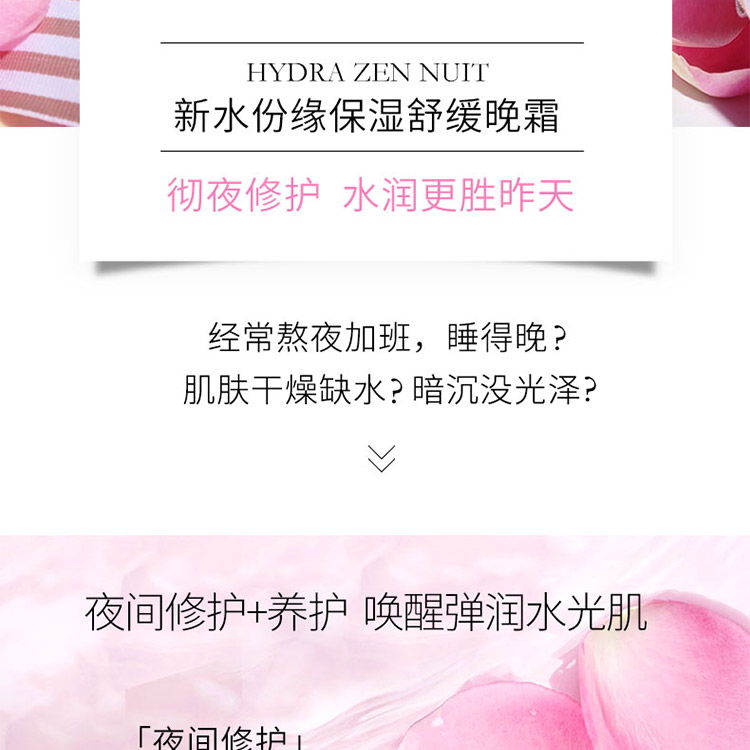 HYDRA ZEN NUIT
新水份缘保湿舒缓晚霜
彻夜修护 水润更胜昨天
经常熬夜加班，睡得晚?
肌肤干燥缺水? 暗沉没光泽?
夜间修护+养护 唤醒弹润水光肌
「夜间修护」